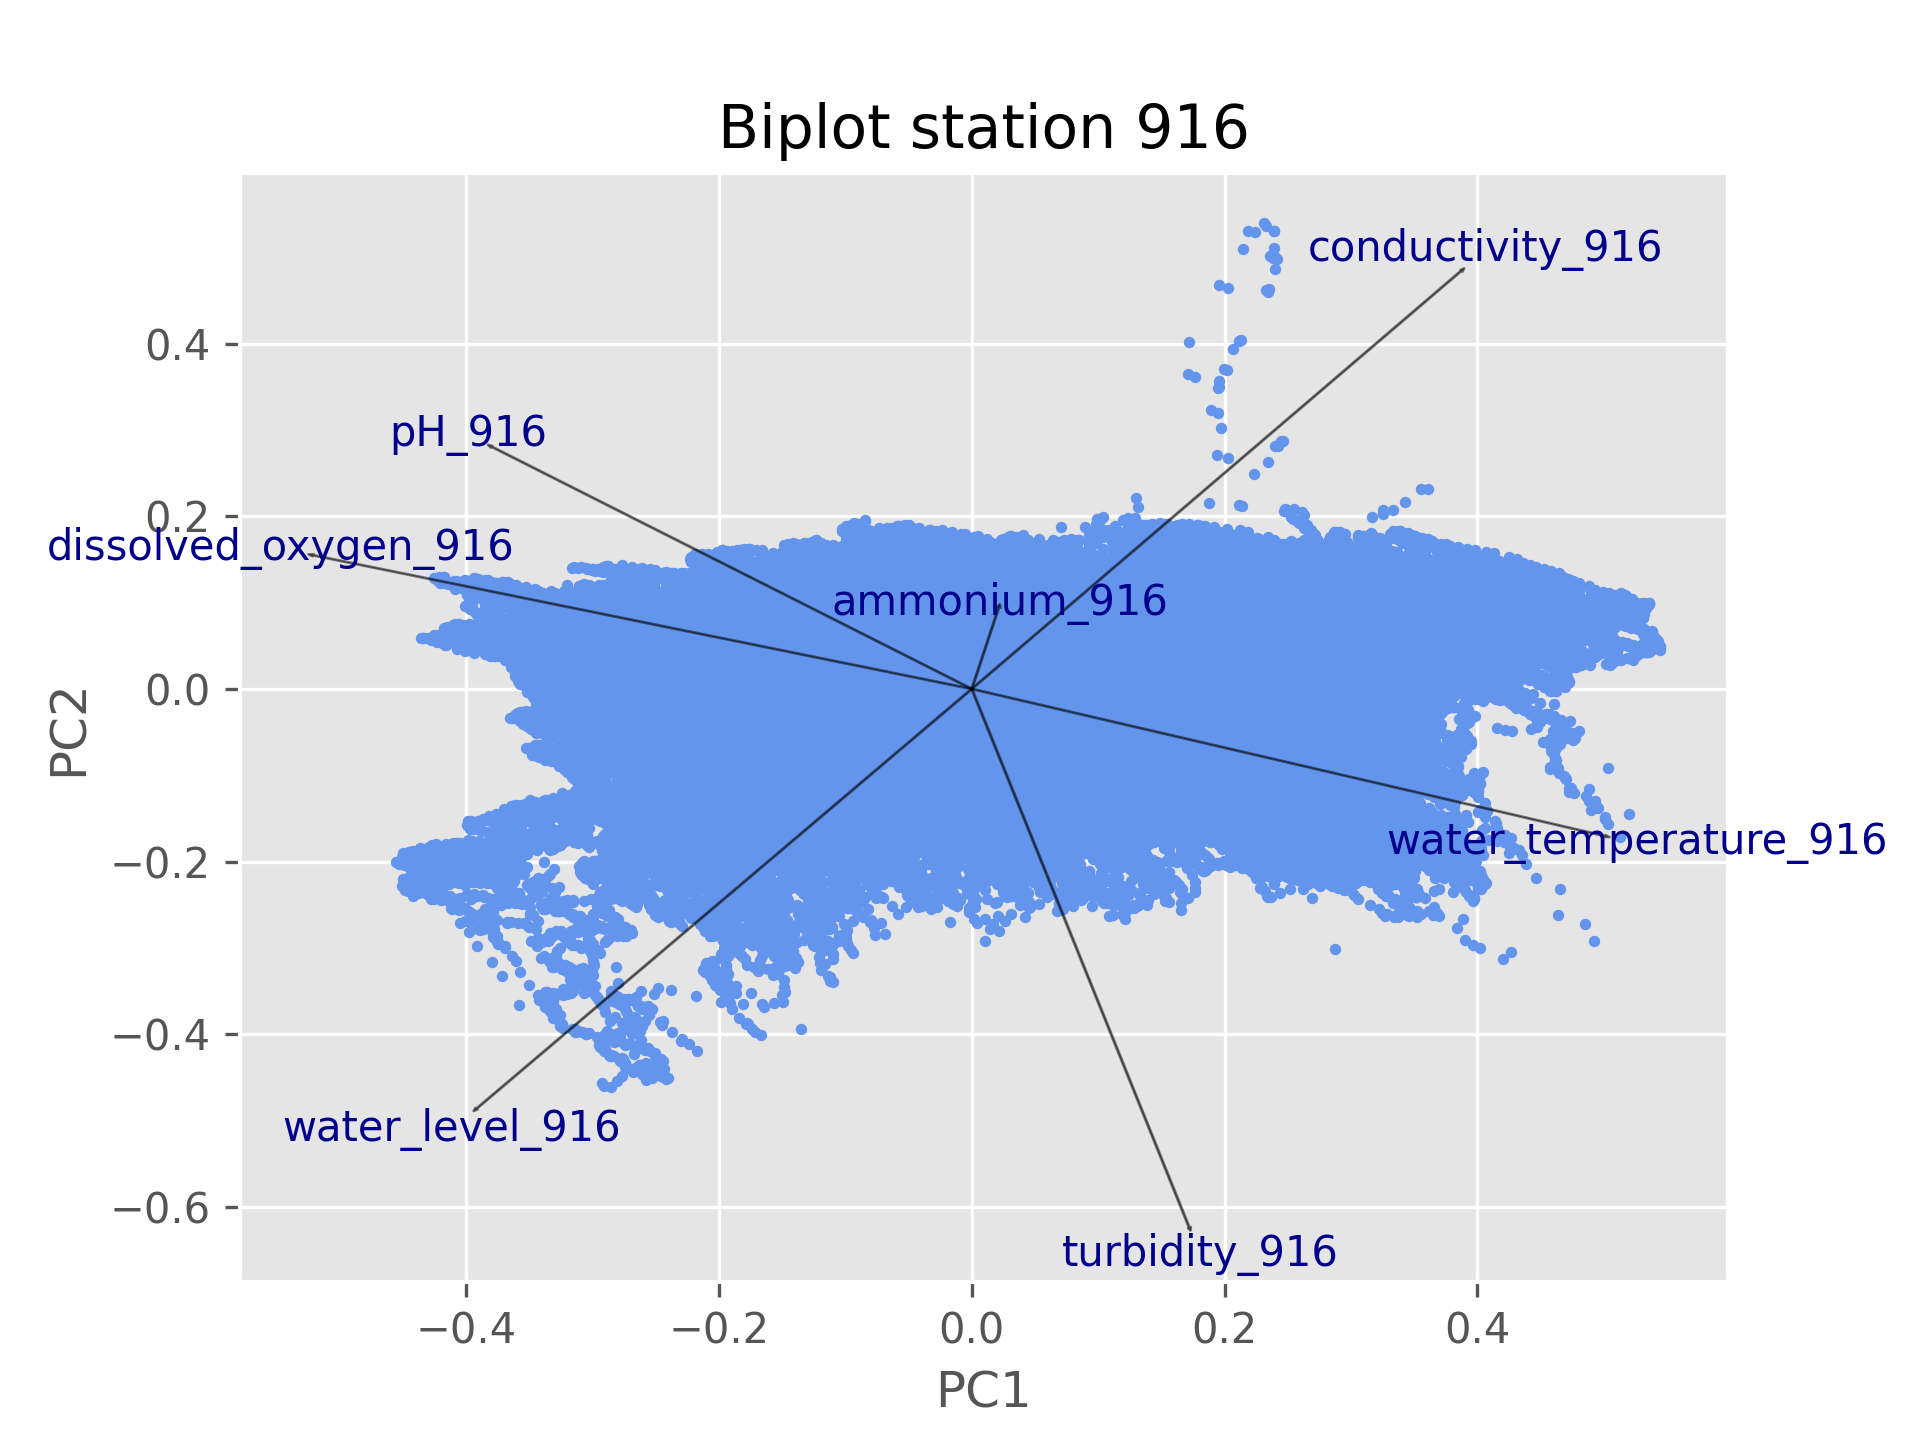 Biplot station 916
conductivity_916
0.4
pH_916
0.2
dissolved_oxygen_916
ammonium_916
PC2
0.0
water_temperature_916
−0.2
−0.4
water_level_916
−0.6
turbidity_916
−0.4 −0.2 0.0 0.2 0.4
PC1